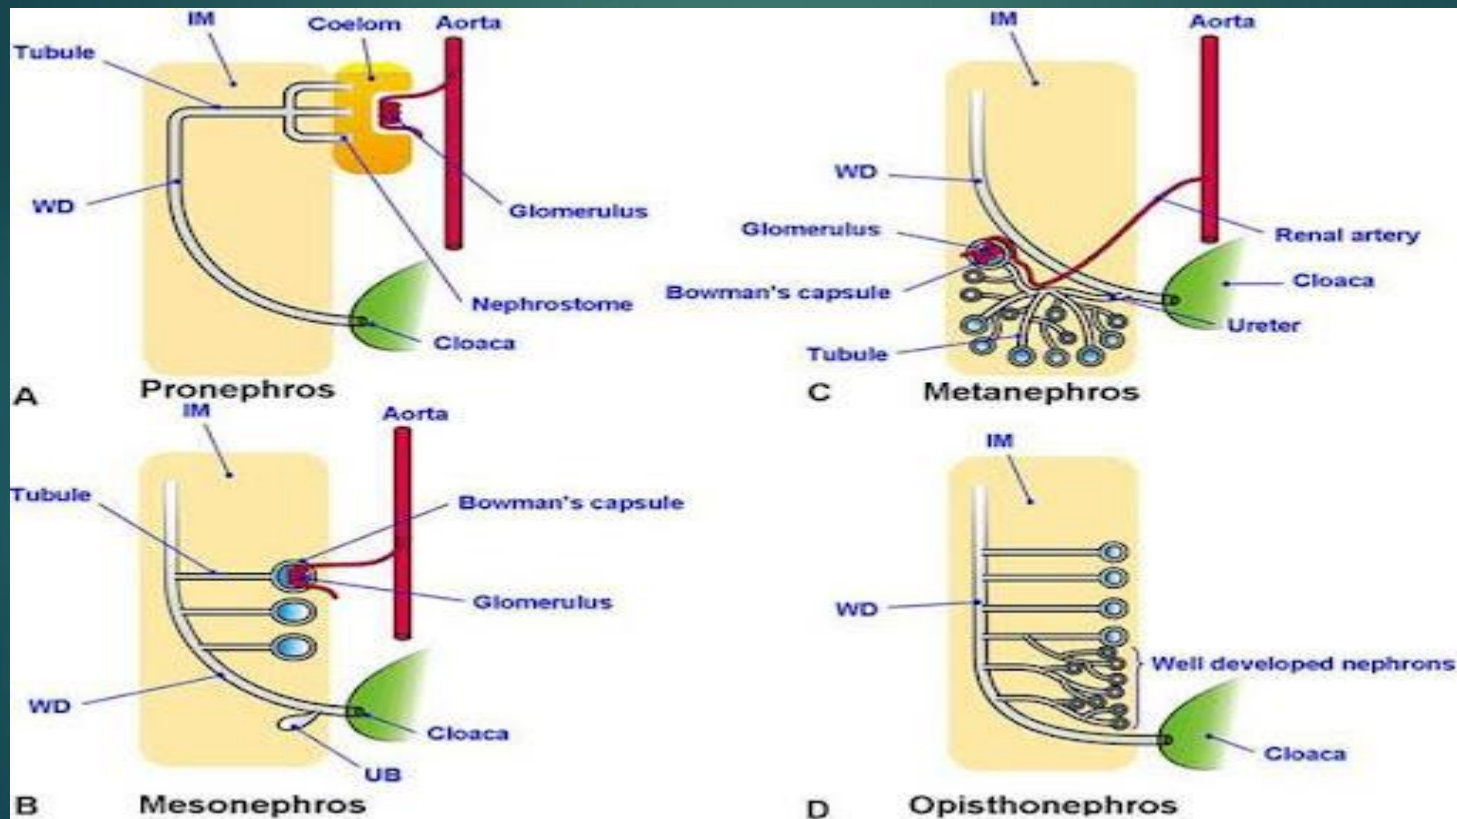 IM
Coelom
Aorta
Tubule
WD
Glomerulus
Nephrostome
Cloaca
A
Pronephros
IM
Aorta
WD
Glomerulus
Renal artery
Bowman's capsule
Cloaca
Ureter
Tubule
C
Metanephros
IM
Aorta
Tubule
Bowman's capsule
Glomerulus
WD
Cloaca
UB
B
Mesonephros
IM
WD
Well developed nephrons
Cloaca
D
Opisthonephros